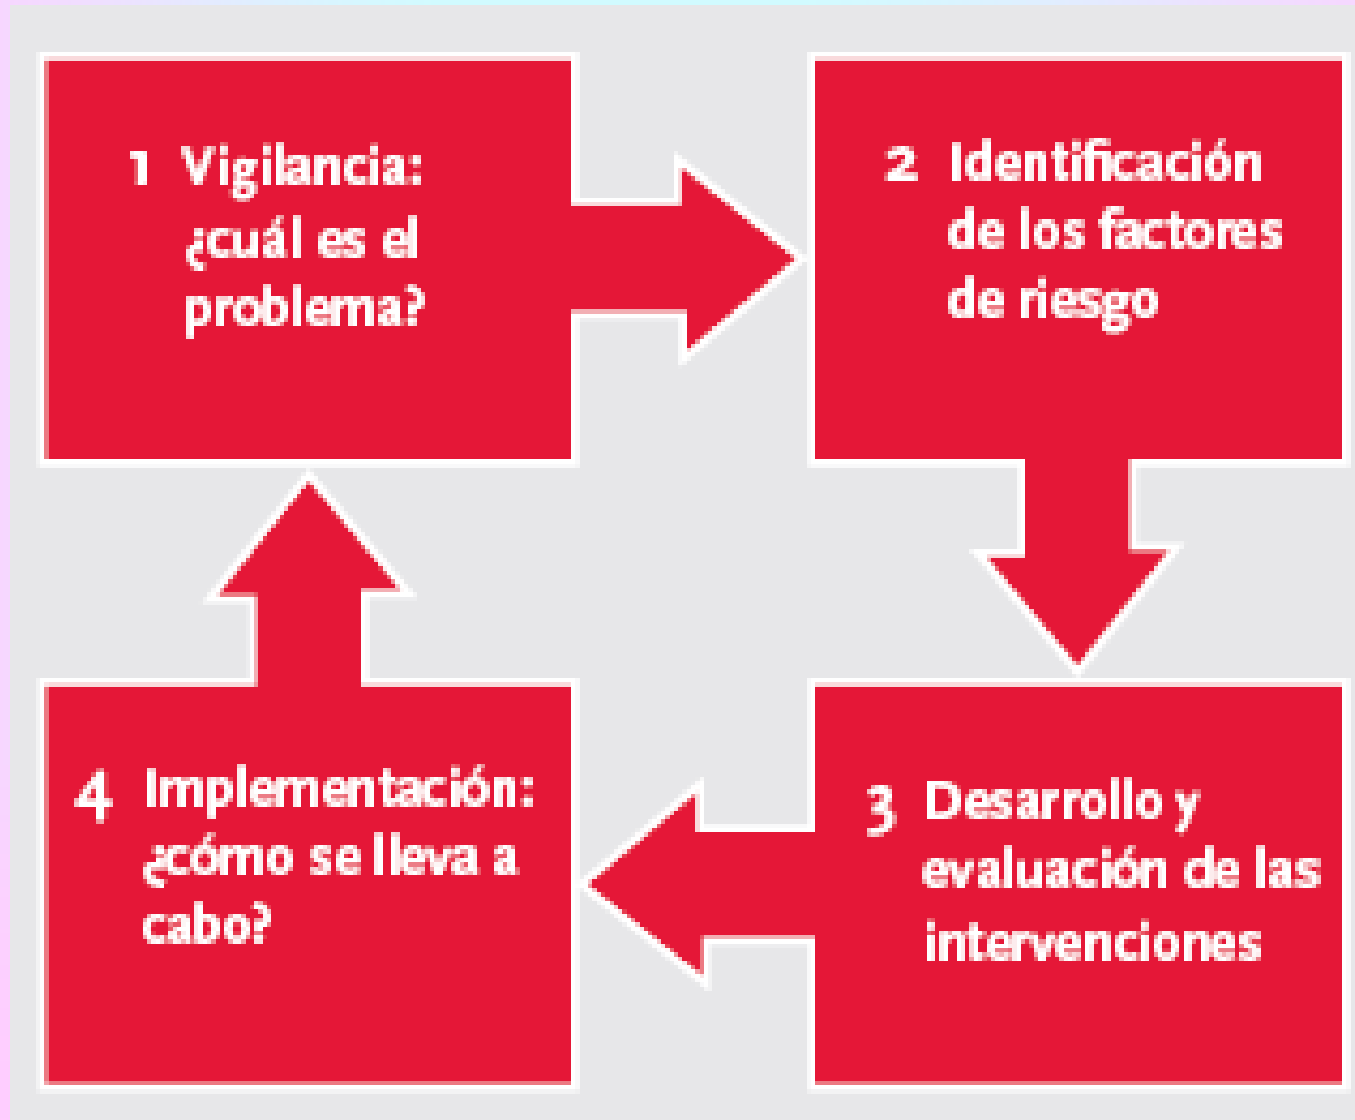 1 Vigilancia:
¿cuál es el
problema?
2 Identificación
de los factores
de riesgo
3 Desarrollo y
evaluación de las
intervenciones
4 Implementación:
¿cómo se lleva a
cabo?